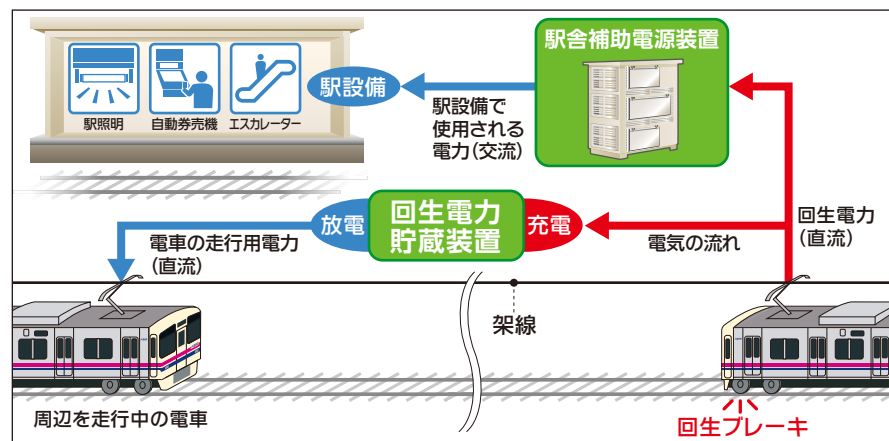 駅舎補助電源装置
駅設備
駅照明
自動券売機
エスカレーター
駅設備で
使用される
電力(交流)
放電
回生電力
貯蔵装置
充電
回生電力
(直流)
電車の走行用電力
(直流)
電気の流れ
架線
周辺を走行中の電車
回生ブレーキ